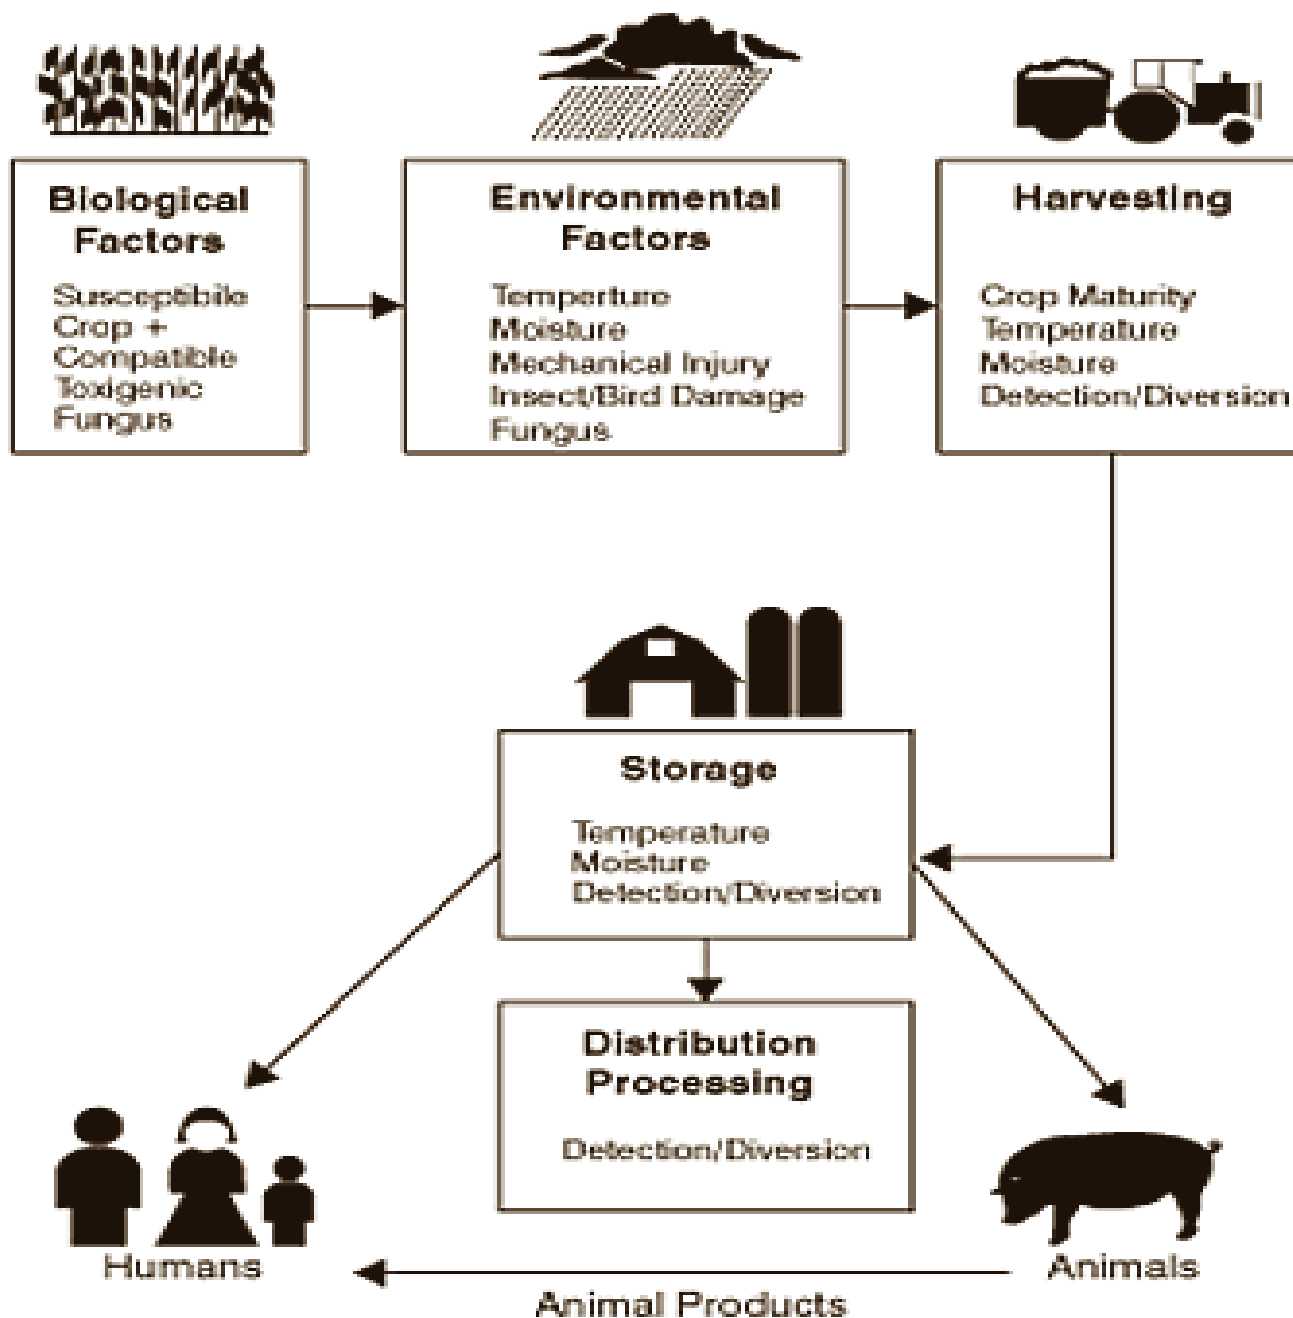 Biological
Factors
Susceptibile
Crop +
Compatible
Toxigenic
Fungus
Environmental
Factors
Temperture
Moisture
Mechanical Injury
Insect/Bird Damage
Fungus
Harvesting
Crop Maturity
Temperature
Moisture
Detection/Diversion
Storage
Temperature
Moisture
Detection/Diversion
Distribution
Processing
Detection/Diversion
Humans
Animals
Animal Products